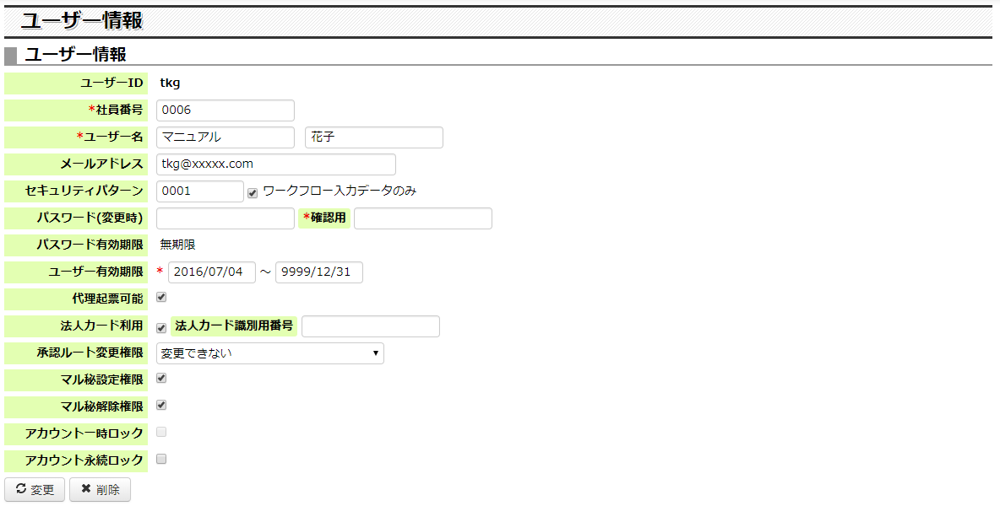 ユーザー情報
ユーザー情報
ユーザーID tkg
*社員番号 0006
*ユーザー名 マニュアル 花子
メールアドレス tkg@xxxxx.com
セキュリティパターン 0001 ワークフロー入力データのみ
パスワード(変更時) *確認用
パスワード有効期限 無期限
ユーザー有効期限 * 2016/07/04 ～ 9999/12/31
代理起票可能
法人カード利用 法人カード識別用番号
承認ルート変更権限 変更できない
マル秘設定権限
マル秘解除権限
アカウント一時ロック
アカウント永続ロック
変更 削除